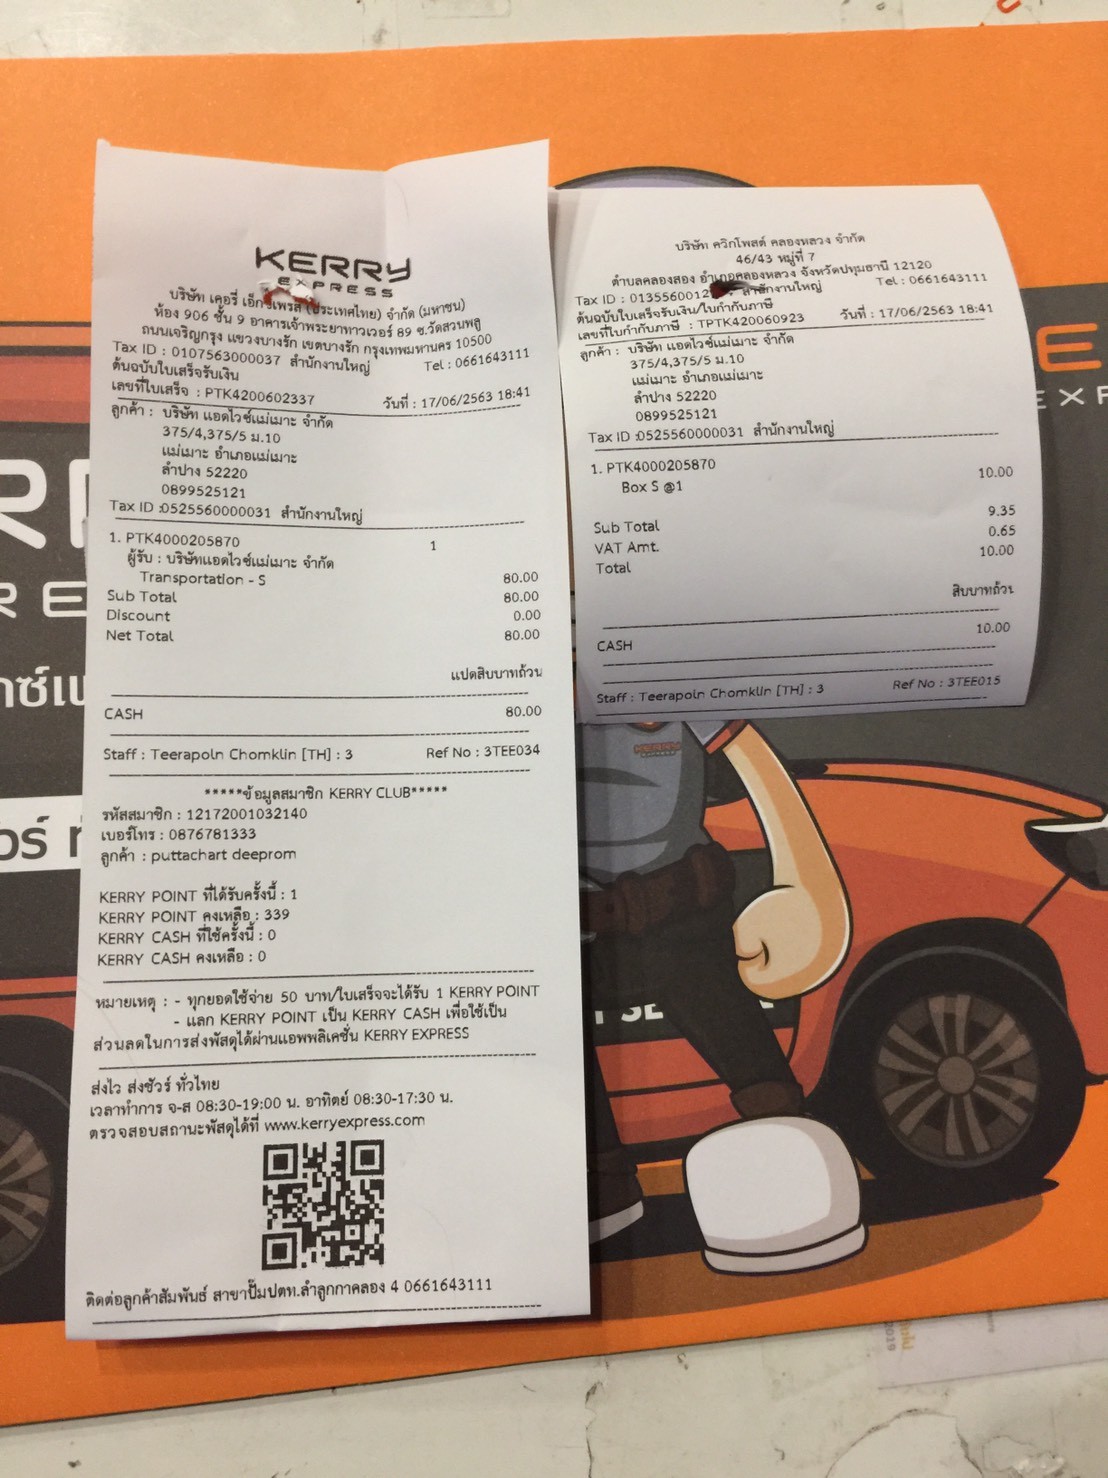 KERRY
EXPRESS
บริษัท เคอรี่ เอ็กซ์เพรส (ประเทศไทย) จำกัด (มหาชน)
ห้อง 906 ชั้น 9 อาคารเจ้าพระยาทาวเวอร์ 89 ซ.วัดสวนพลู
ถนนเจริญกรุง แขวงบางรัก เขตบางรัก กรุงเทพมหานคร 10500
Tax ID : 0107563000037 สำนักงานใหญ่ Tel : 0661643111
ต้นฉบับใบเสร็จรับเงิน
เลขที่ใบเสร็จ : PTK4200602337 วันที่ : 17/06/2563 18:41
ลูกค้า : บริษัท แอดไวซ์แม่เมาะ จำกัด
375/4,375/5 ม.10
แม่เมาะ อำเภอแม่เมาะ
ลำปาง 52220
0899525121
Tax ID :0525560000031 สำนักงานใหญ่
1. PTK4000205870 1
ผู้รับ : บริษัทแอดไวซ์แม่เมาะ จำกัด
Transportation - S 80.00
Sub Total 80.00
Discount 0.00
Net Total 80.00
แปดสิบบาทถ้วน
CASH 80.00
Staff : Teerapoln Chomklin [TH] : 3 Ref No : 3TEE034
*****ข้อมูลสมาชิก KERRY CLUB*****
รหัสสมาชิก : 12172001032140
เบอร์โทร : 0876781333
ลูกค้า : puttachart deeprom
KERRY POINT ที่ได้รับครั้งนี้ : 1
KERRY POINT คงเหลือ : 339
KERRY CASH ที่ใช้ครั้งนี้ : 0
KERRY CASH คงเหลือ : 0
หมายเหตุ : - ทุกยอดใช้จ่าย 50 บาท/ใบเสร็จจะได้รับ 1 KERRY POINT
- แลก KERRY POINT เป็น KERRY CASH เพื่อใช้เป็น
ส่วนลดในการส่งพัสดุได้ผ่านแอพพลิเคชั่น KERRY EXPRESS
ส่งไว ส่งชัวร์ ทั่วไทย
เวลาทำการ จ-ส 08:30-19:00 น. อาทิตย์ 08:30-17:30 น.
ตรวจสอบสถานะพัสดุได้ที่ www.kerryexpress.com
ติดต่อลูกค้าสัมพันธ์ สาขาปั๊มปตท.ลำลูกกาคลอง 4 0661643111
บริษัท ควิกโพสต์ คลองหลวง จำกัด
46/43 หมู่ที่ 7
ตำบลคลองสอง อำเภอคลองหลวง จังหวัดปทุมธานี 12120
Tax ID : สำนักงานใหญ่ Tel : 0661643111
ต้นฉบับใบเสร็จรับเงิน/ใบกำกับภาษี
เลขที่ใบกำกับภาษี : TPTK420060923 วันที่ : 17/06/2563 18:41
ลูกค้า : บริษัท แอดไวซ์แม่เมาะ จำกัด
375/4,375/5 ม.10
แม่เมาะ อำเภอแม่เมาะ
ลำปาง 52220
0899525121
Tax ID :0525560000031 สำนักงานใหญ่
1. PTK4000205870 10.00
Box S @1
Sub Total 9.35
VAT Amt. 0.65
Total 10.00
สิบบาทถ้วน
CASH 10.00
Staff : Teerapoln Chomklin [TH] : 3 Ref No : 3TEE015
KERRY